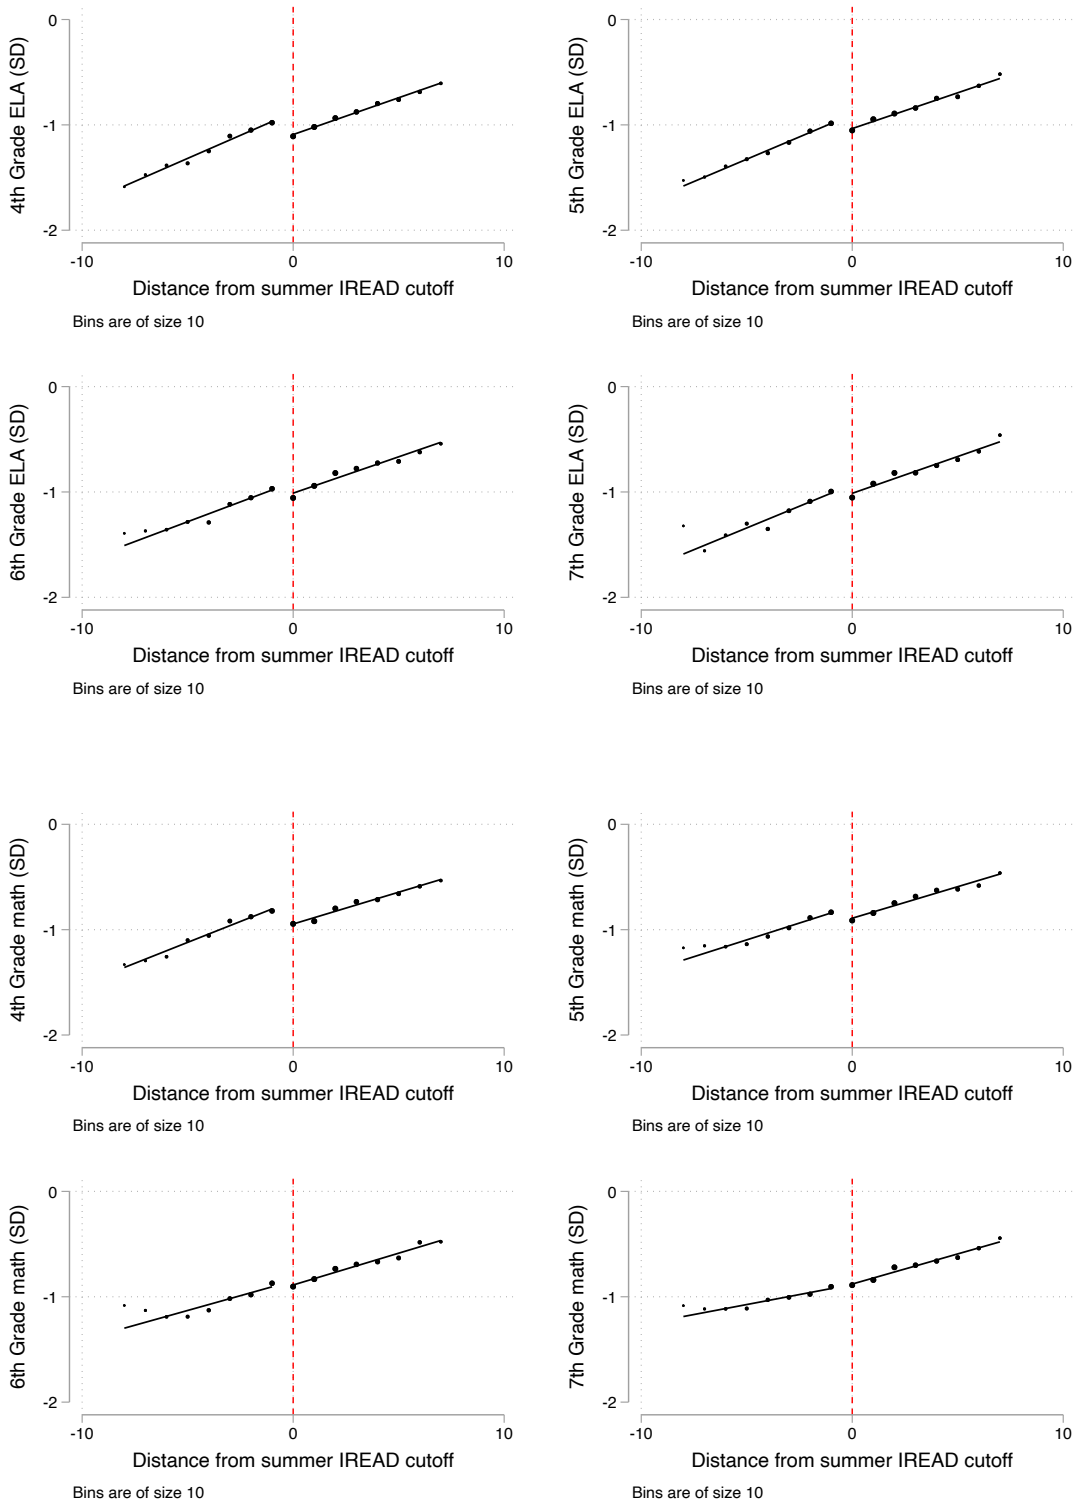 4th Grade ELA (SD)
0
-1
-2
-10
0
10
Distance from summer IREAD cutoff
Bins are of size 10
5th Grade ELA (SD)
0
-1
-2
-10
0
10
Distance from summer IREAD cutoff
Bins are of size 10
6th Grade ELA (SD)
0
-1
-2
-10
0
10
Distance from summer IREAD cutoff
Bins are of size 10
7th Grade ELA (SD)
0
-1
-2
-10
0
10
Distance from summer IREAD cutoff
Bins are of size 10
4th Grade math (SD)
0
-1
-2
-10
0
10
Distance from summer IREAD cutoff
Bins are of size 10
5th Grade math (SD)
0
-1
-2
-10
0
10
Distance from summer IREAD cutoff
Bins are of size 10
6th Grade math (SD)
0
-1
-2
-10
0
10
Distance from summer IREAD cutoff
Bins are of size 10
7th Grade math (SD)
0
-1
-2
-10
0
10
Distance from summer IREAD cutoff
Bins are of size 10